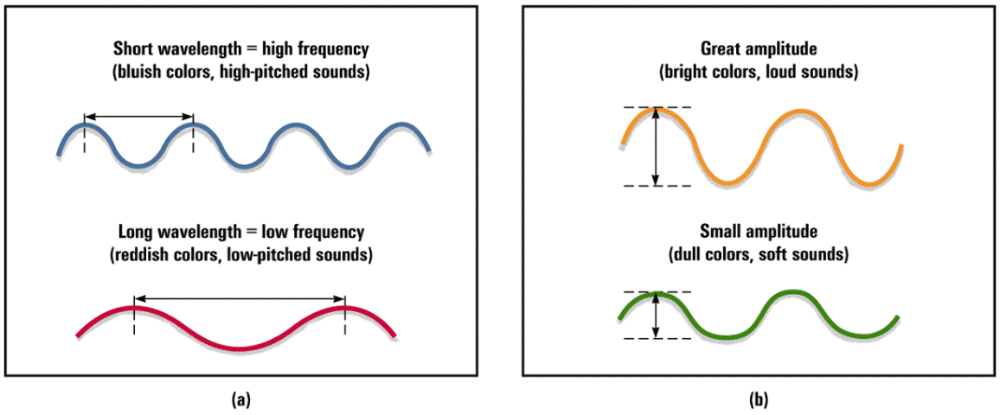 Short wavelength = high frequency
(bluish colors, high-pitched sounds)
Long wavelength = low frequency
(reddish colors, low-pitched sounds)
(a)
Great amplitude
(bright colors, loud sounds)
Small amplitude
(dull colors, soft sounds)
(b)